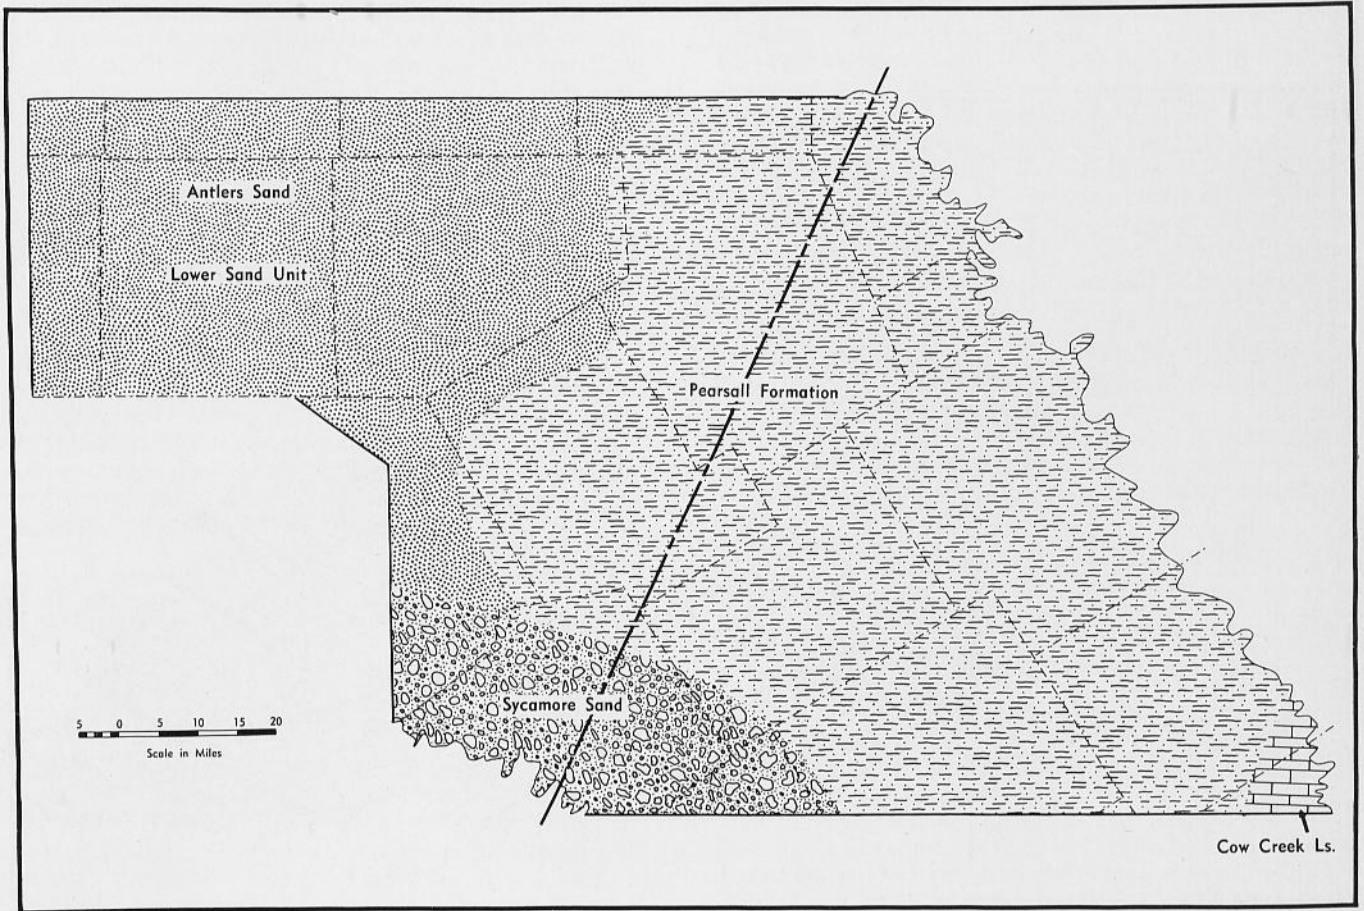 Antlers Sand
Lower Sand Unit
Pearsall Formation
Sycamore Sand
5 0 5 10 15 20
Scale in Miles
Cow Creek Ls.